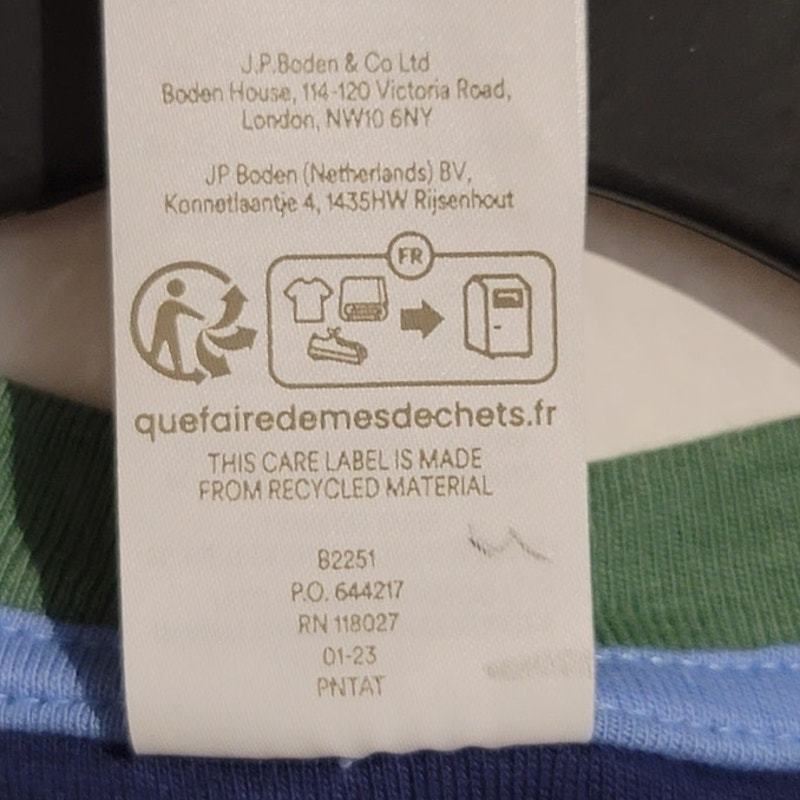 J.P.Boden & Co Ltd
Boden House, 114-120 Victoria Road,
London, NW10 6NY
JP Boden (Netherlands) BV,
Konnetlaantje 4, 1435HW Rijsenhout
FR
quefairedemesdechets.fr
THIS CARE LABEL IS MADE
FROM RECYCLED MATERIAL
B2251
P.O. 644217
RN 118027
01-23
PNTAT